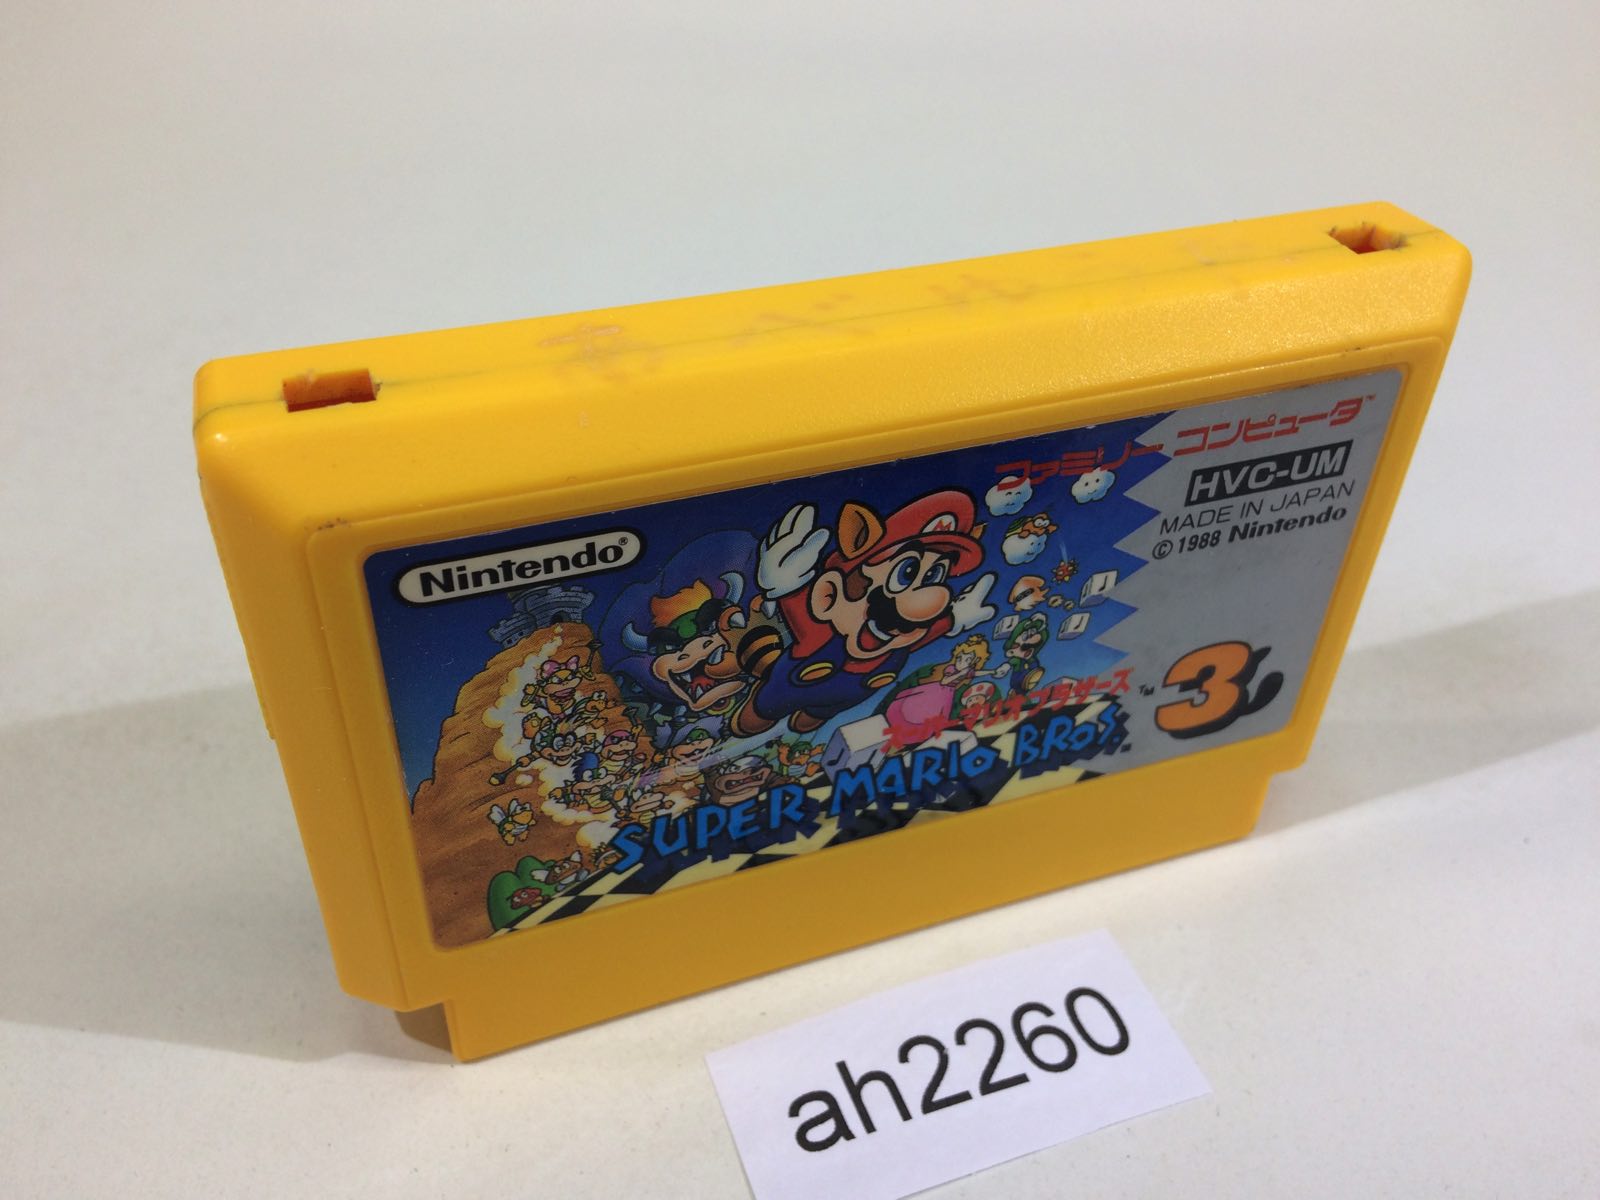 Nintendo®
ファミリー コンピュータ™
HVC-UM
MADE IN JAPAN
© 1988 Nintendo
スーパーマリオブラザーズ
SUPER MARIO BROS.
™ 3
ah2260